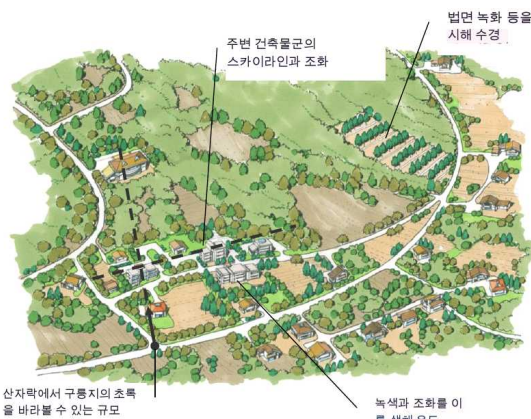 법면 녹화 등을
시해 수경
주변 건축물군의
스카이라인과 조화
산자락에서 구릉지의 초록
을 바라볼 수 있는 규모
녹색과 조화를 이